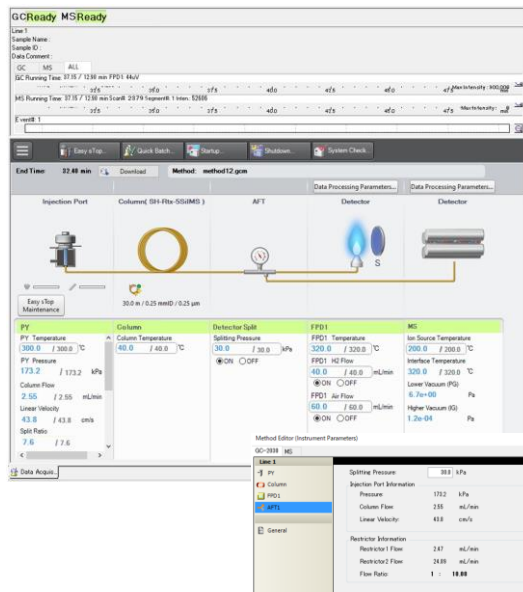 GCReady MSReady
Line 1
Sample Name :
Sample ID :
Data Comment :
GC MS ALL
Event#: 1
Easy sTop... Quick Batch... Startup... Shutdown... System Check...
End Time: 32.48 min Download Method: method12.gcm
Data Processing Parameters... Data Processing Parameters...
Injection Port Column( SH-Rtx-5SilMS ) AFT Detector Detector
S
Easy sTop
Maintenance
30.0 m / 0.25 mmID / 0.25 µm
PY Column Detector Split FPD1 MS
PY Temperature Column Temperature Splitting Pressure FPD1 Temperature Ion Source Temperature
300.0 / 300.0 °C 40.0 / 40.0 °C 30.0 / 30.0 kPa 320.0 / 320.0 °C 200.0 / 200.0 °C
PY Pressure ON OFF FPD1 H2 Flow Interface Temperature
173.2 / 173.2 kPa 40.0 / 40.0 mL/min 320.0 / 320.0 °C
Column Flow ON OFF Lower Vacuum (PG)
2.55 / 2.55 mL/min FPD1 Air Flow 6.7e+00 Pa
Linear Velocity 60.0 / 60.0 mL/min Higher Vacuum (IG)
43.8 / 43.8 cm/s ON OFF 1.2e-04 Pa
Split Ratio
7.6 / 7.6
Data Acquis...
Method Editor (Instrument Parameters)
MS
Line 1
PY
Column
FPD1
AFT1
General
Splitting Pressure: 30.0 kPa
Injection Port Information
Pressure 173.2 kPa
Column Flow 2.55 mL/min
Linear Velocity: 43.8 cm/s
Restrictor Information
Restrictor1 Flow 2.47 mL/min
Restrictor2 Flow mL/min
Flow Ratio: 1 :